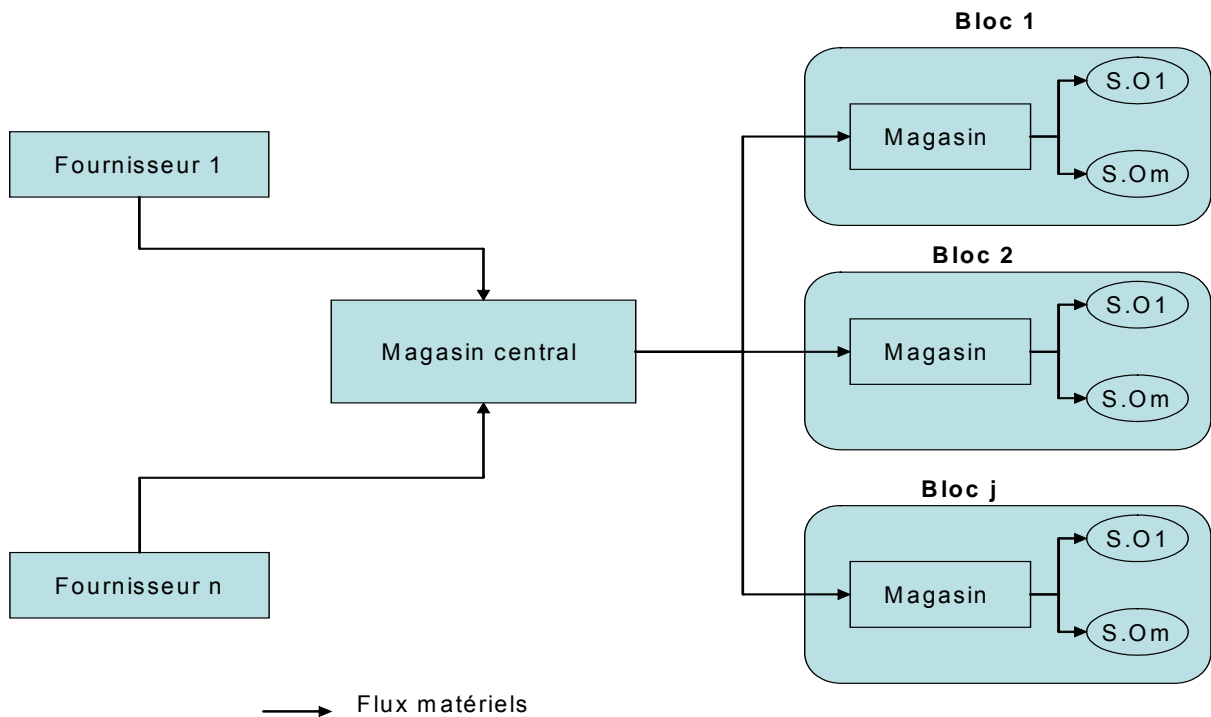 Bloc 1
S.O1
Magasin
S.Om
Fournisseur 1
Bloc 2
S.O1
Magasin central
Magasin
S.Om
Bloc j
S.O1
Fournisseur n
Magasin
S.Om
Flux matériels